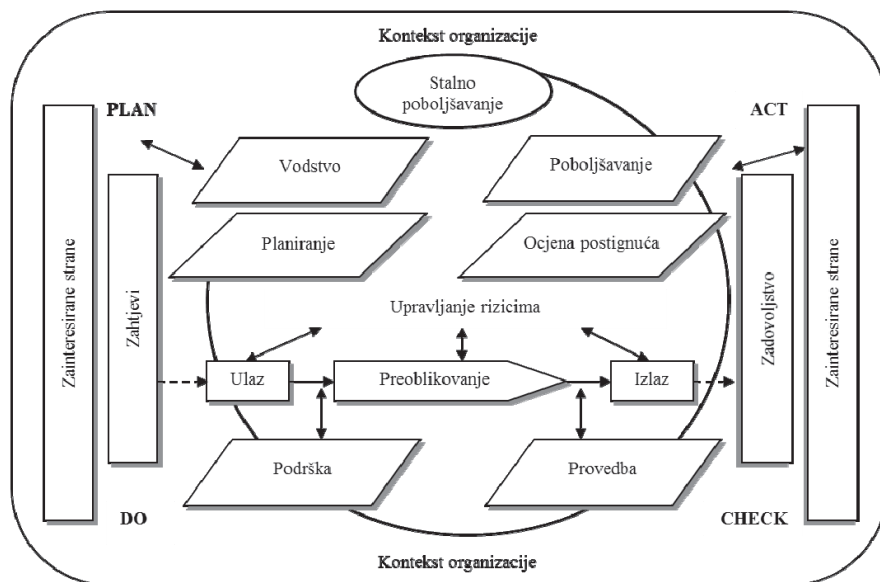 Kontekst organizacije
Stalno
poboljšavanje
PLAN
ACT
Vodstvo
Poboljšavanje
Planiranje
Ocjena postignuća
Zainteresirane strane
Zahtjevi
Zadovoljstvo
Zainteresirane strane
Upravljanje rizicima
Ulaz
Preoblikovanje
Izlaz
Podrška
Provedba
DO
CHECK
Kontekst organizacije